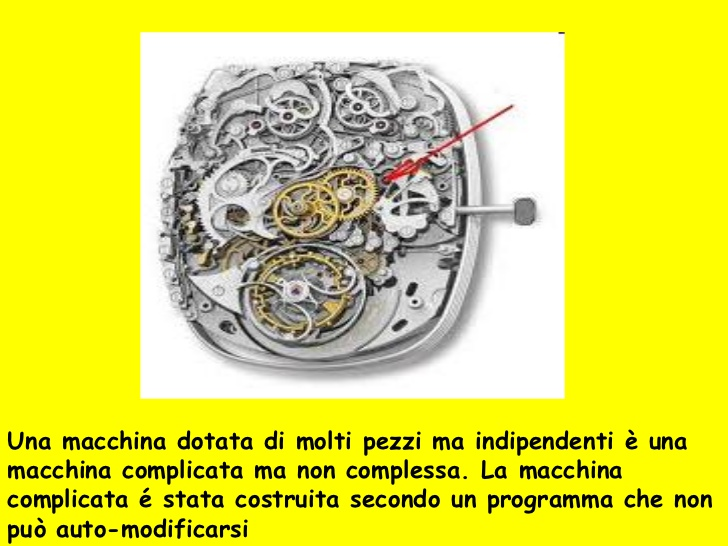 Una macchina dotata di molti pezzi ma indipendenti è una
macchina complicata ma non complessa. La macchina
complicata é stata costruita secondo un programma che non
può auto-modificarsi